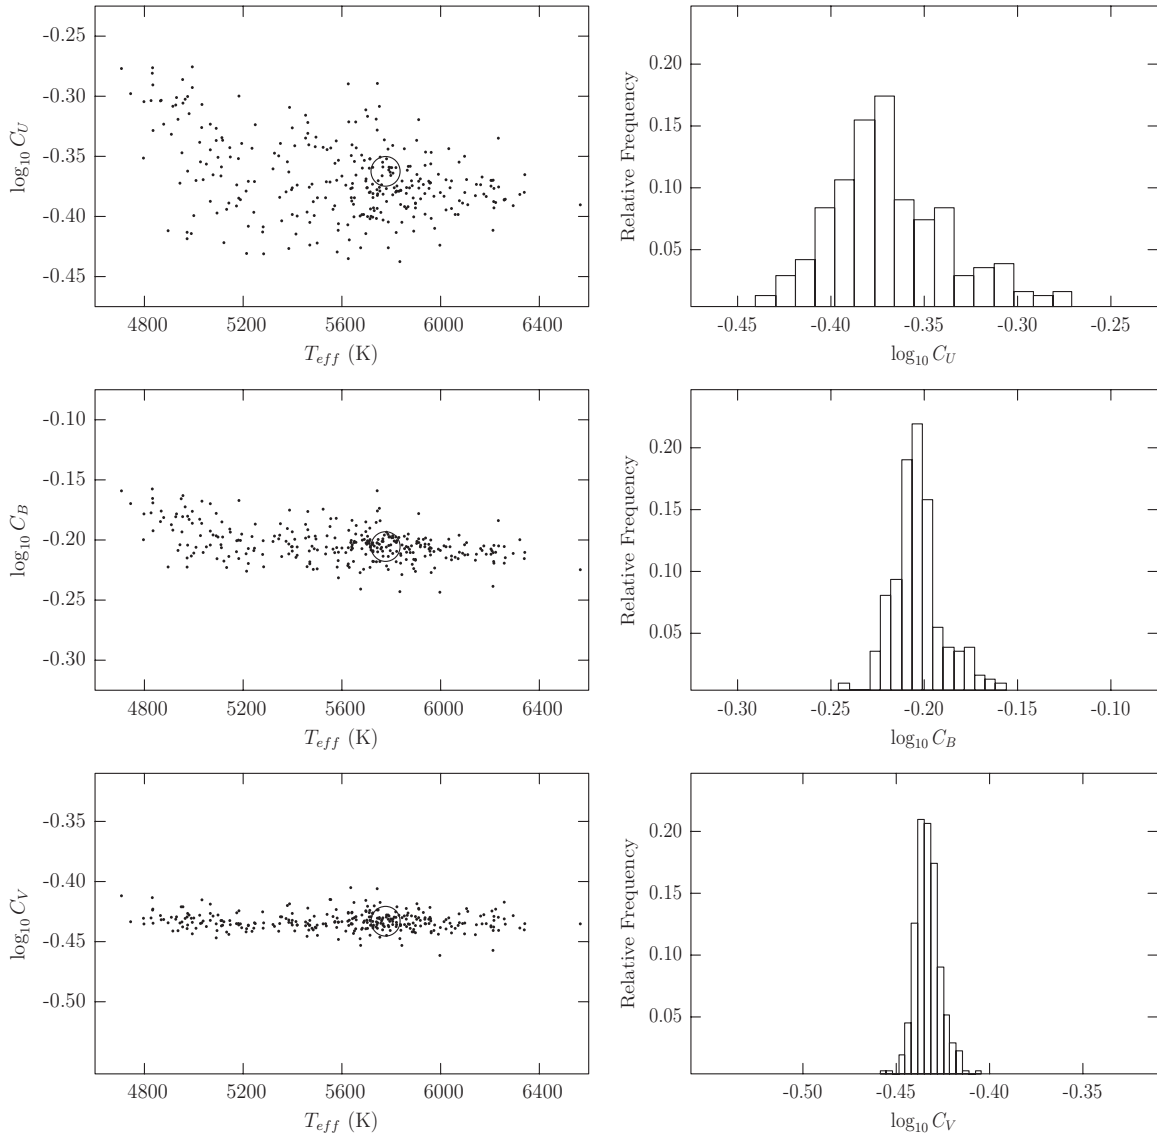 -0.25
-0.30
-0.35
-0.40
-0.45
log10 CU
4800 5200 5600 6000 6400
Teff (K)
0.20
0.15
0.10
0.05
Relative Frequency
-0.45 -0.40 -0.35 -0.30 -0.25
log10 CU
-0.10
-0.15
-0.20
-0.25
-0.30
log10 CB
4800 5200 5600 6000 6400
Teff (K)
0.20
0.15
0.10
0.05
Relative Frequency
-0.30 -0.25 -0.20 -0.15 -0.10
log10 CB
-0.35
-0.40
-0.45
-0.50
log10 CV
4800 5200 5600 6000 6400
Teff (K)
0.20
0.15
0.10
0.05
Relative Frequency
-0.50 -0.45 -0.40 -0.35
log10 CV